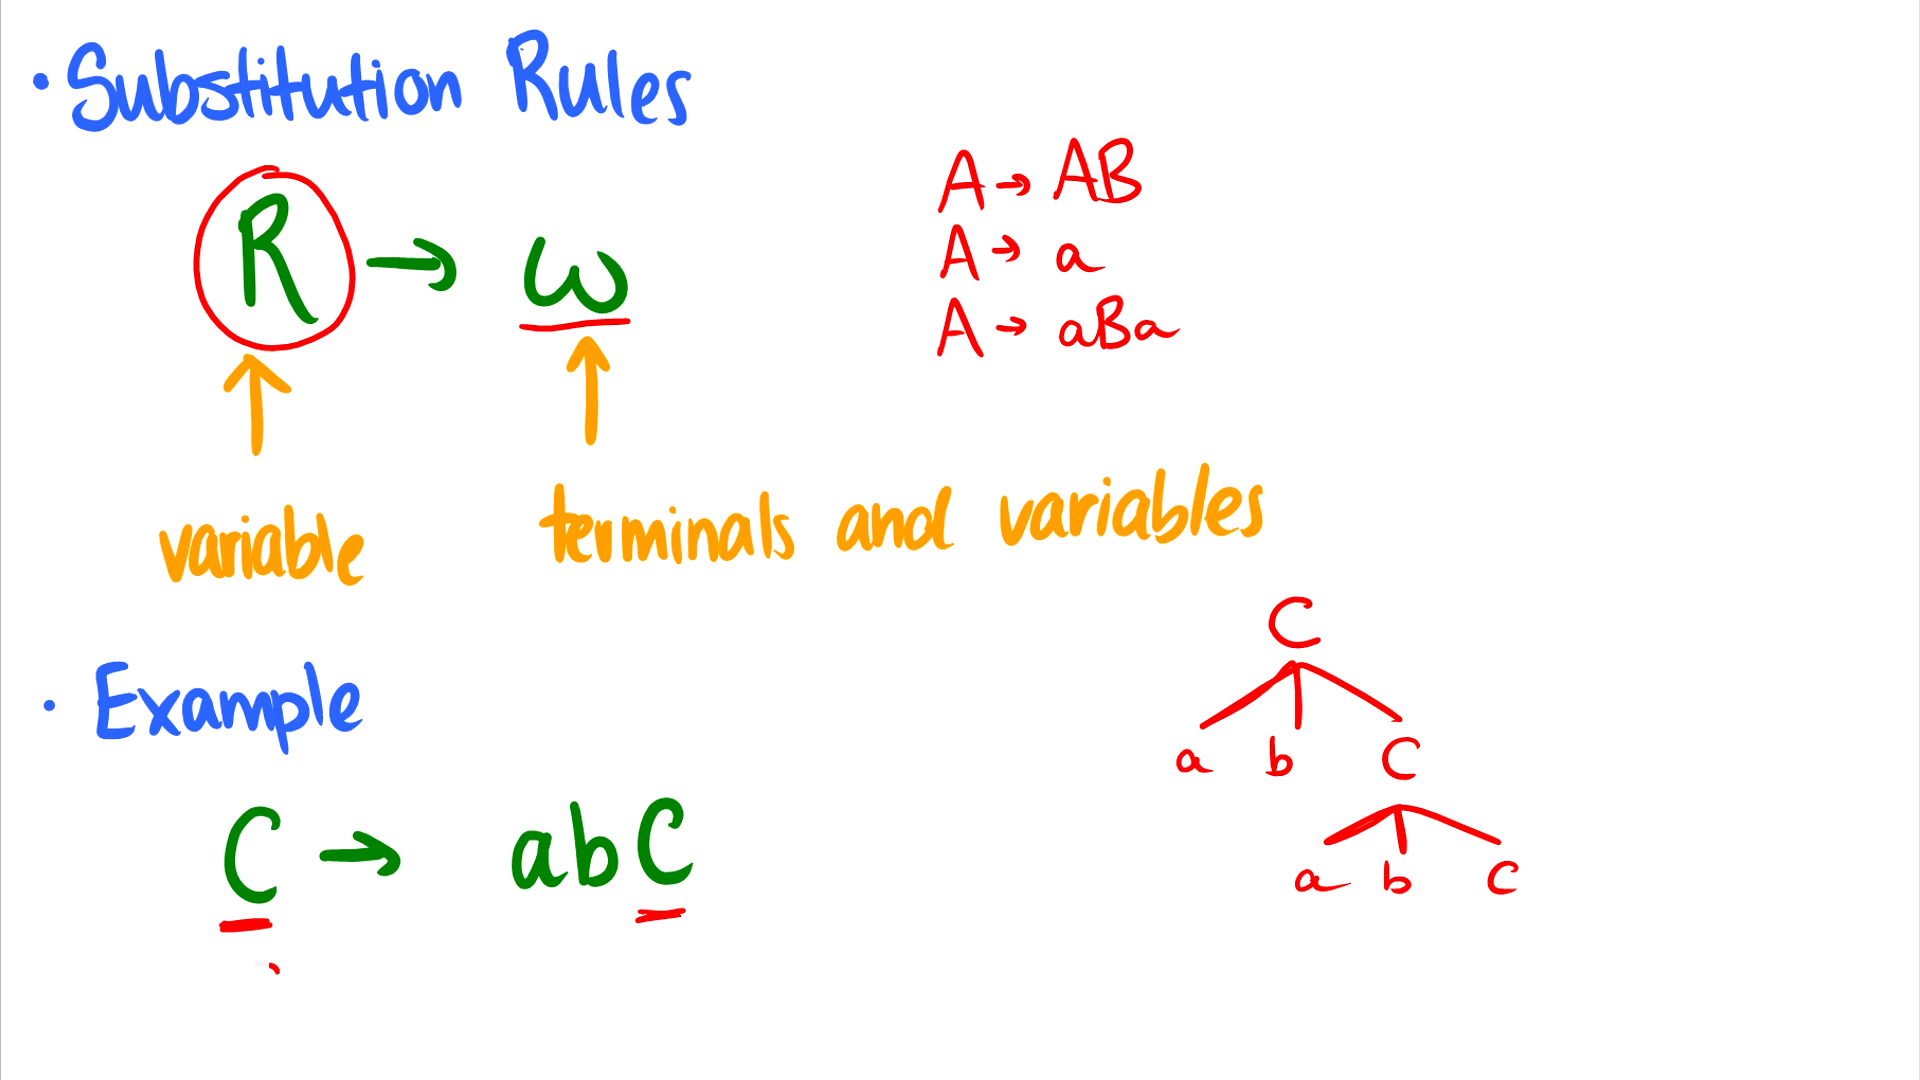 • Substitution Rules
R → ω
A → AB
A → a
A → aBa
variable
terminals and variables
• Example
C → abC
C
a b C
a b C